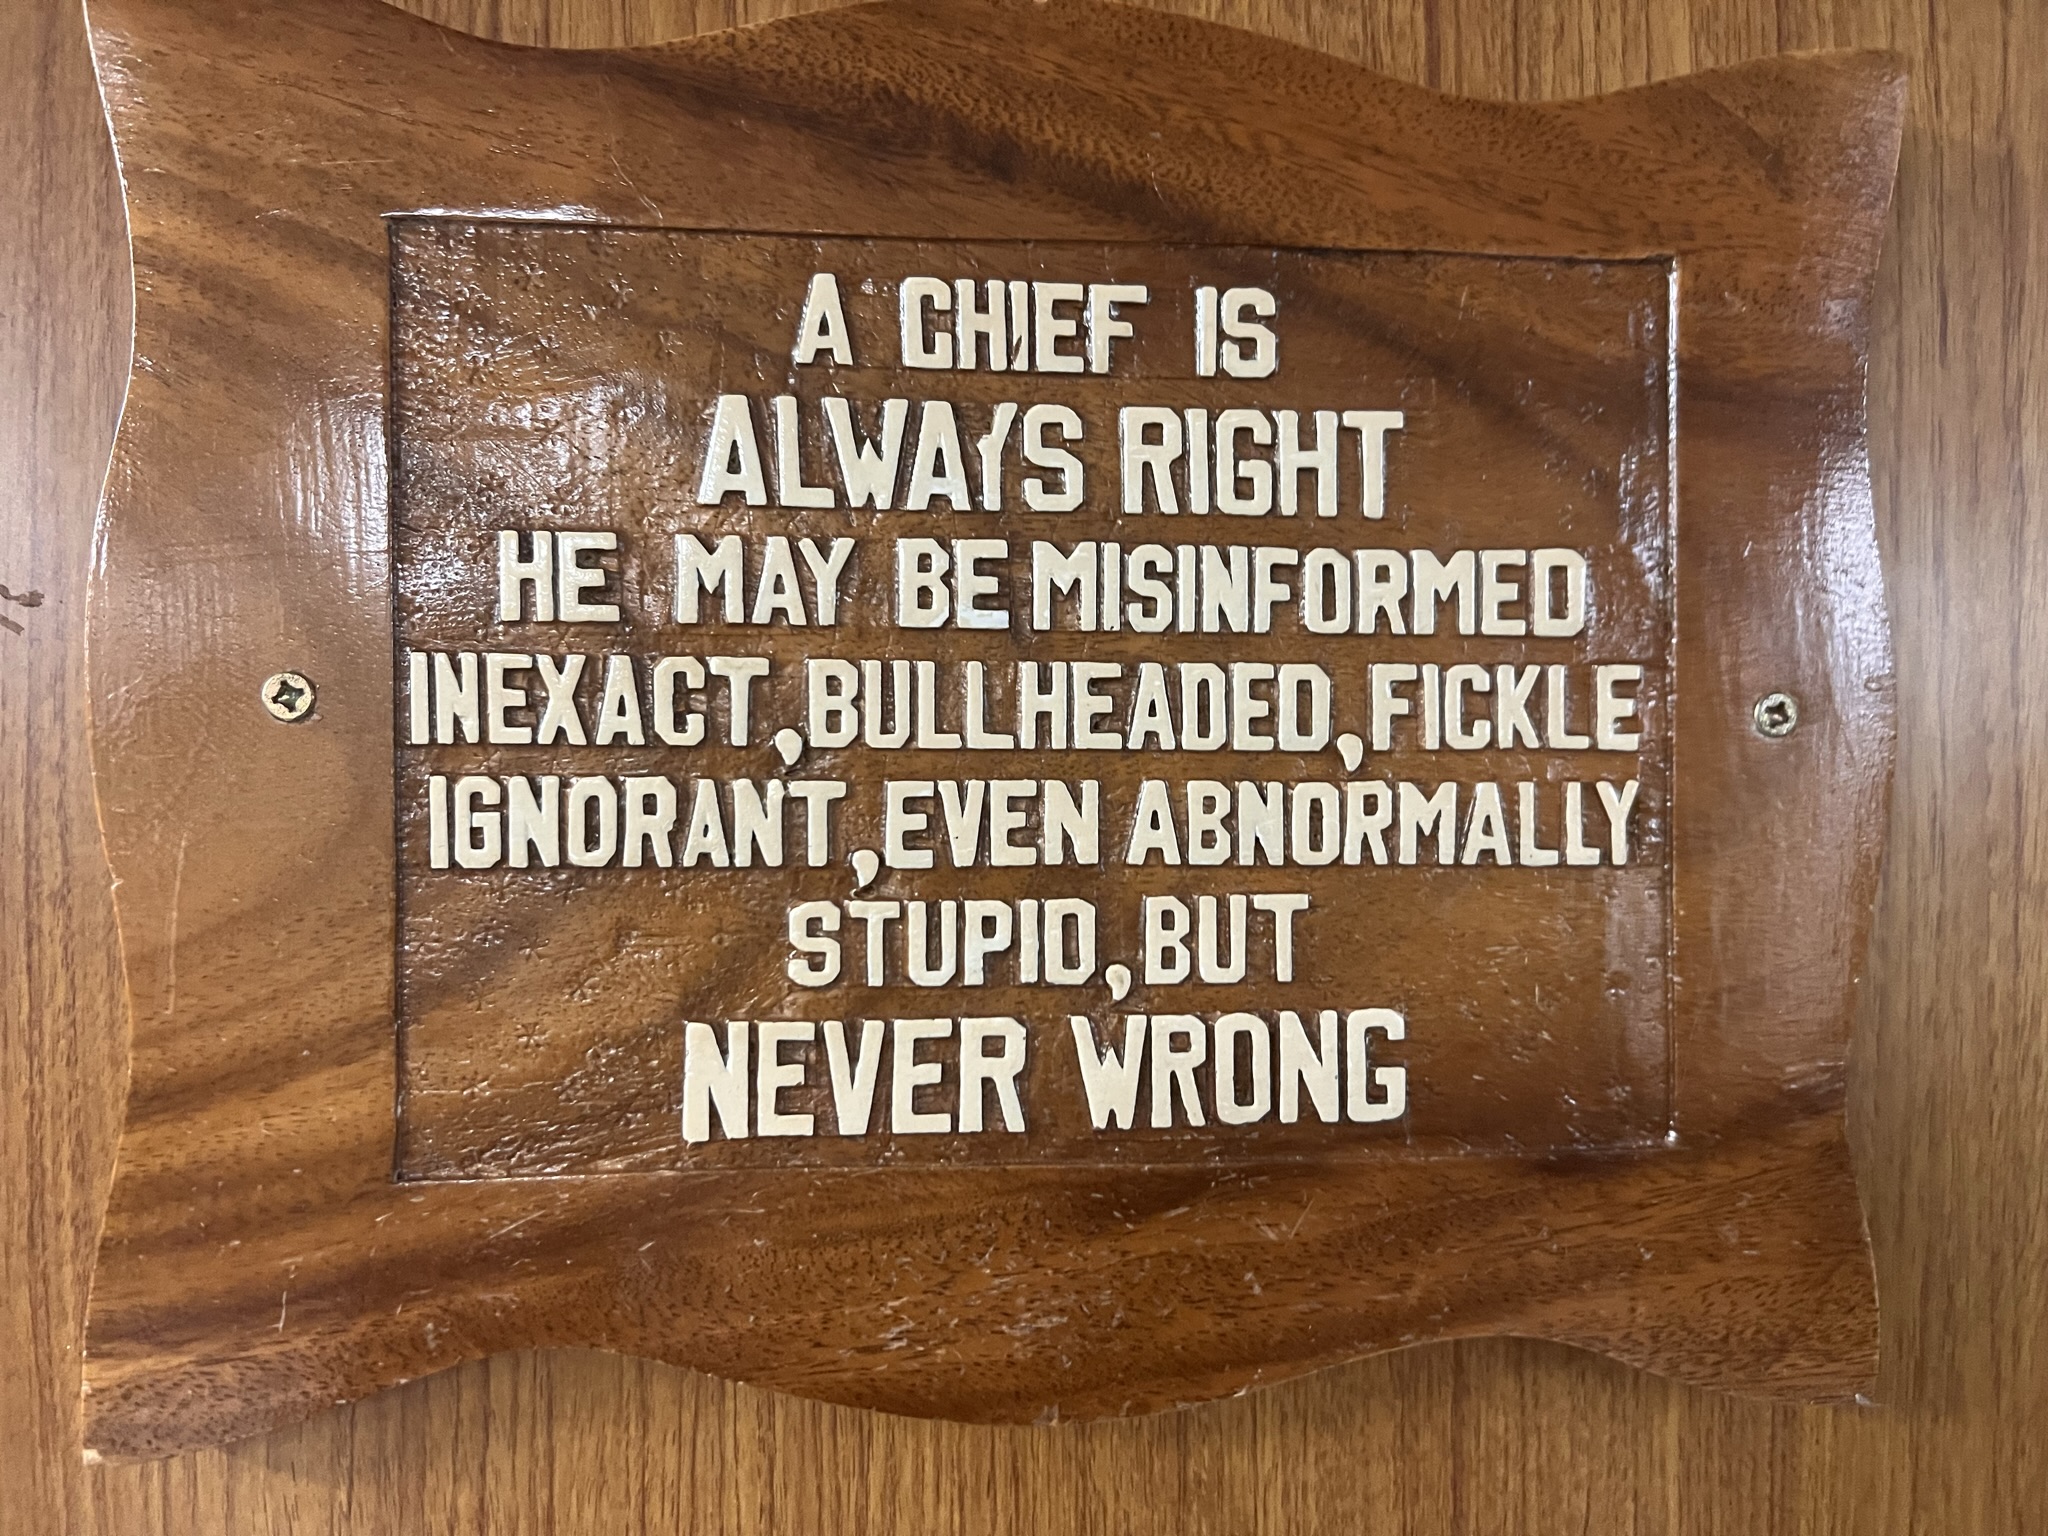 A CHIEF IS
ALWAYS RIGHT
HE MAY BE MISINFORMED
INEXACT, BULLHEADED, FICKLE
IGNORANT, EVEN ABNORMALLY
STUPID, BUT
NEVER WRONG